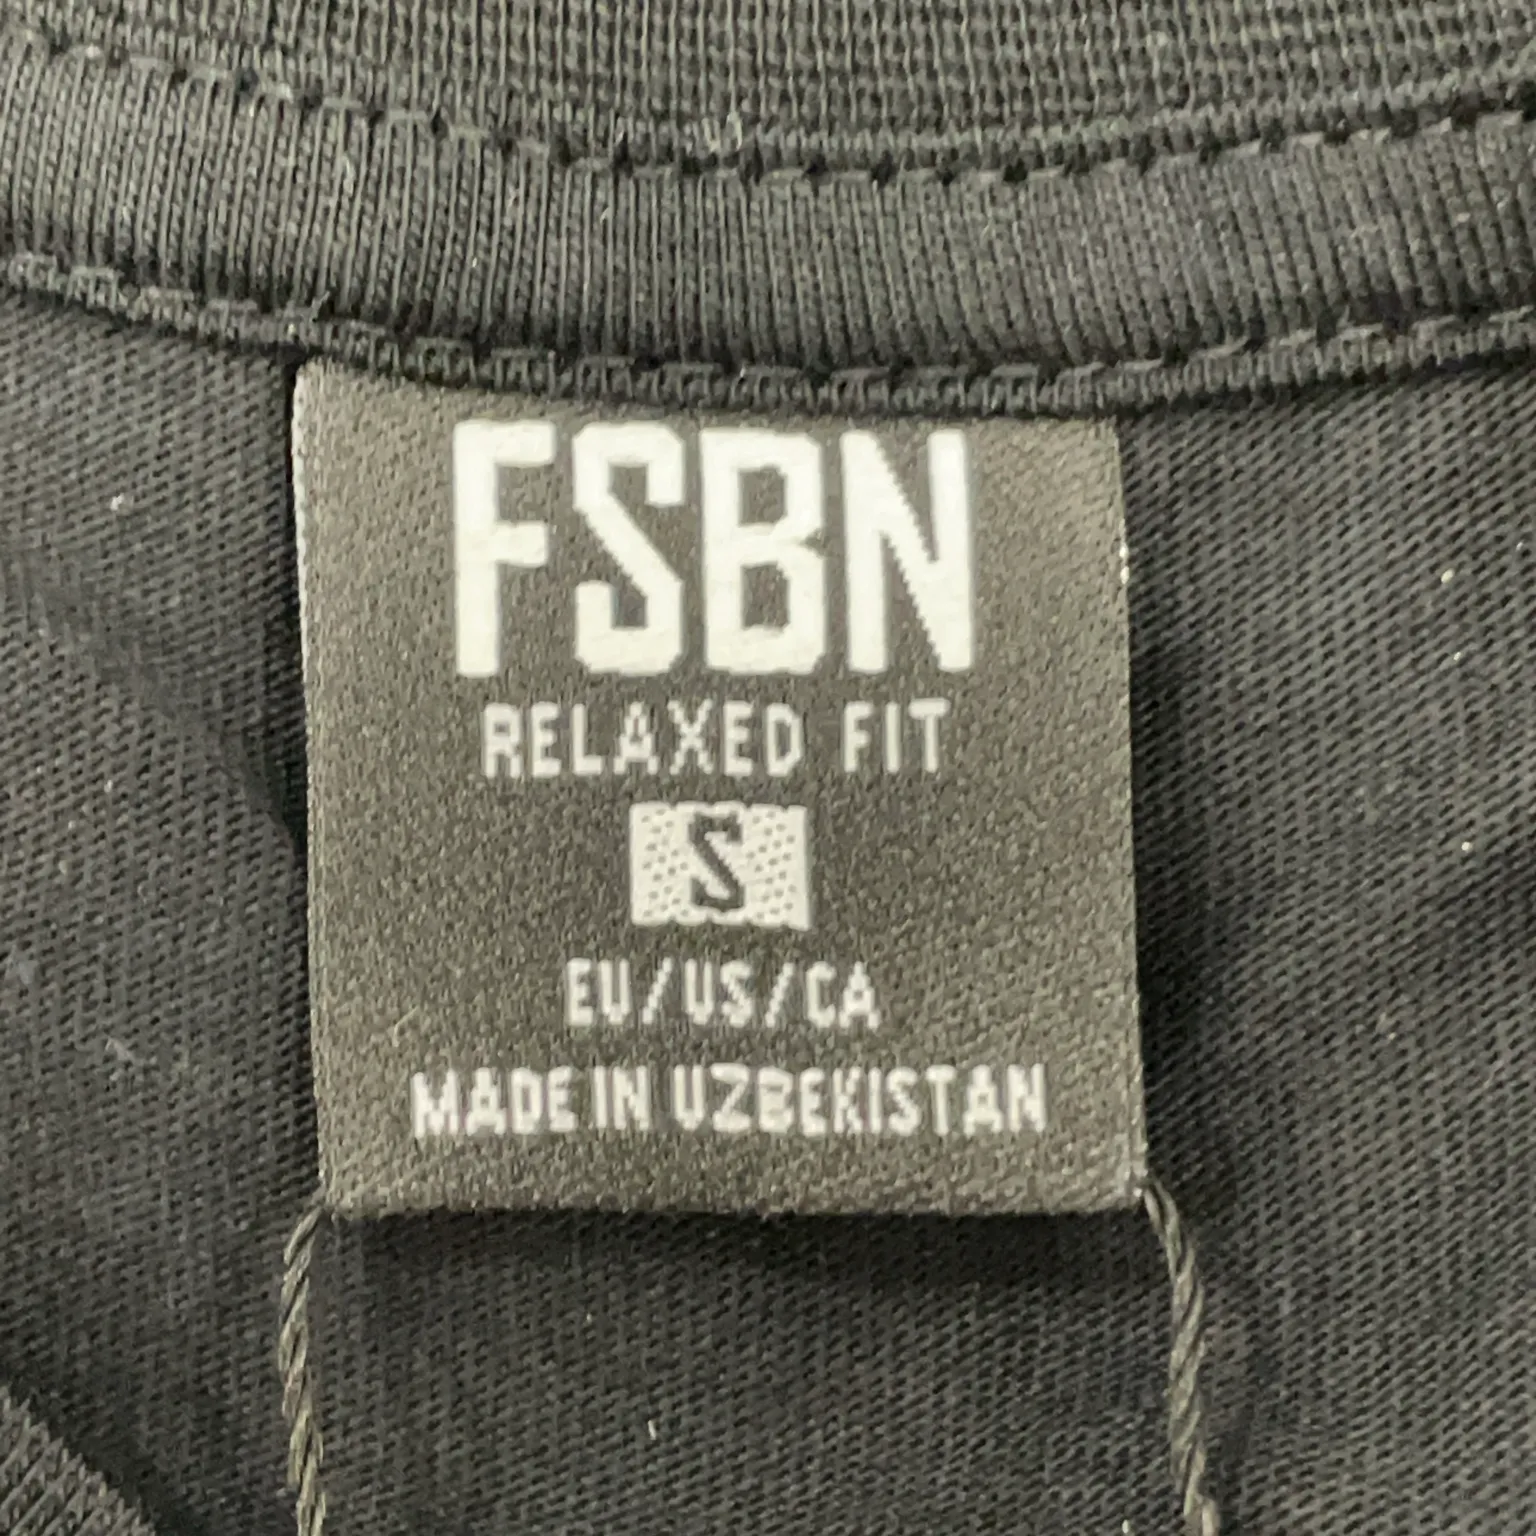 FSBN
RELAXED FIT
S
EU/US/CA
MADE IN UZBEKISTAN